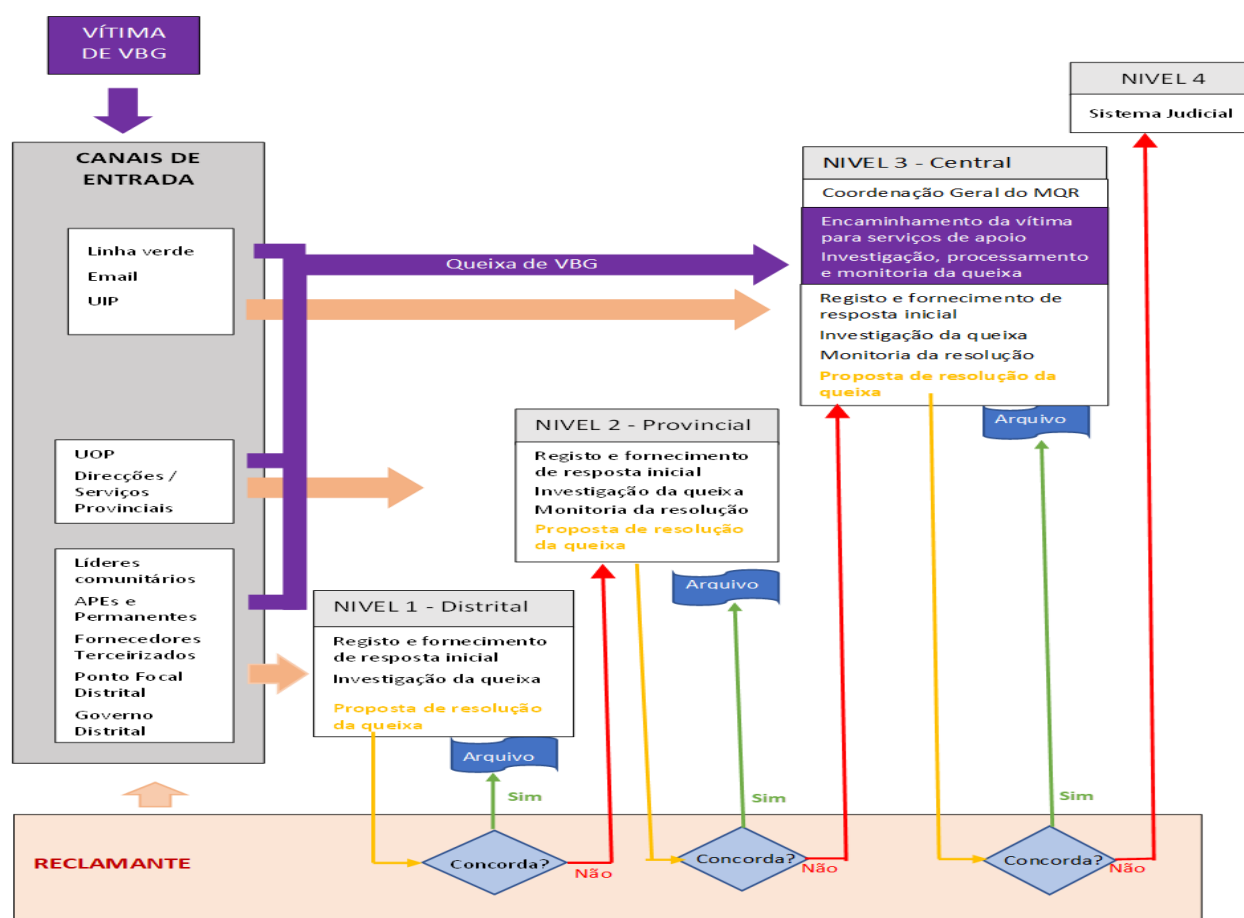 VÍTIMA
DE VBG
CANAIS DE
ENTRADA
Linha verde
Email
UIP
UOP
Direcções /
Serviços
Provinciais
Líderes
comunitários
APEs e
Permanentes
Fornecedores
Terceirizados
Ponto Focal
Distrital
Governo
Distrital
Queixa de VBG
NIVEL 1 - Distrital
Registo e fornecimento
de resposta inicial
Investigação da queixa
Proposta de resolução
da queixa
Arquivo
Sim
NIVEL 2 - Provincial
Registo e fornecimento
de resposta inicial
Investigação da queixa
Monitoria da resolução
Proposta de resolução
da queixa
Arquivo
Sim
NIVEL 3 - Central
Coordenação Geral do MQR
Encaminhamento da vítima
para serviços de apoio
Investigação, processamento
e monitoria da queixa
Registo e fornecimento de
resposta inicial
Investigação da queixa
Monitoria da resolução
Proposta de resolução da
queixa
Arquivo
Sim
NIVEL 4
Sistema Judicial
RECLAMANTE
Concorda?
Não
Concorda?
Não
Concorda?
Não